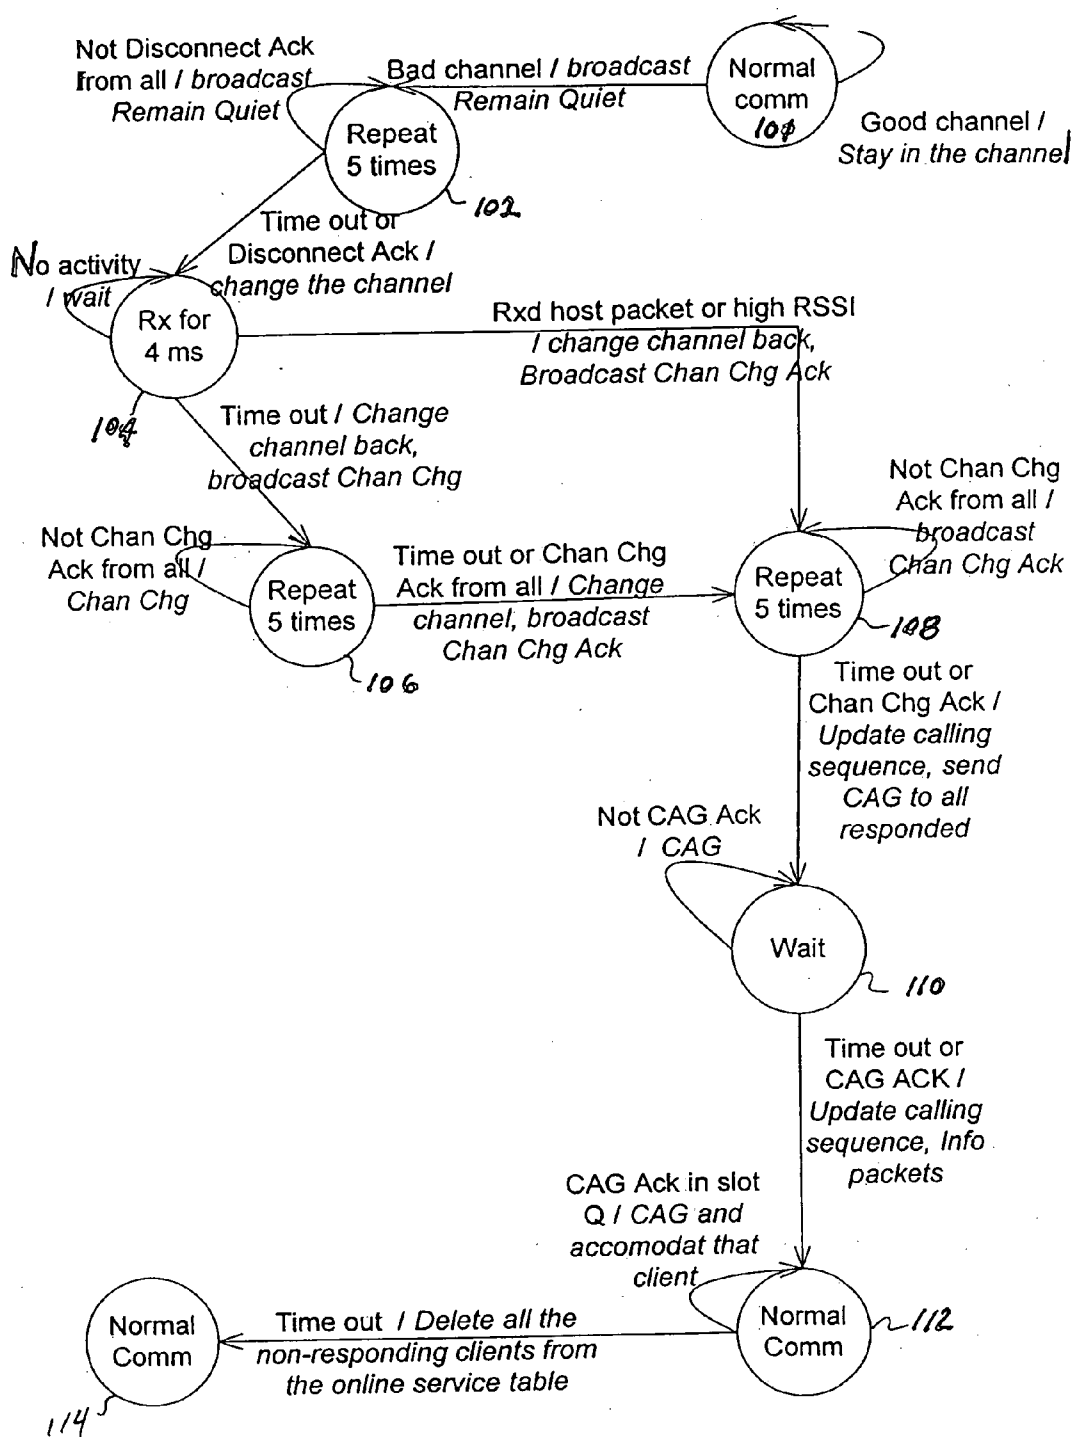 Not Disconnect Ack
from all / broadcast
Remain Quiet
Bad channel / broadcast
Remain Quiet
Normal
comm
Good channel /
Stay in the channel
Repeat
5 times
102
Time out or
Disconnect Ack /
change the channel
No activity
/ wait
Rx for
4 ms
104
Rxd host packet or high RSSI
/ change channel back,
Broadcast Chan Chg Ack
Time out / Change
channel back,
broadcast Chan Chg
Not Chan Chg
Ack from all /
broadcast
Chan Chg Ack
Not Chan Chg
Ack from all /
Chan Chg
Repeat
5 times
106
Time out or Chan Chg
Ack from all / Change
channel, broadcast
Chan Chg Ack
Repeat
5 times
108
Time out or
Chan Chg Ack /
Update calling
sequence, send
CAG to all
responded
Not CAG Ack
/ CAG
Wait
110
Time out or
CAG ACK /
Update calling
sequence, Info
packets
CAG Ack in slot
Q / CAG and
accomodat that
client
Normal
Comm
112
Time out / Delete all the
non-responding clients from
the online service table
Normal
Comm
114